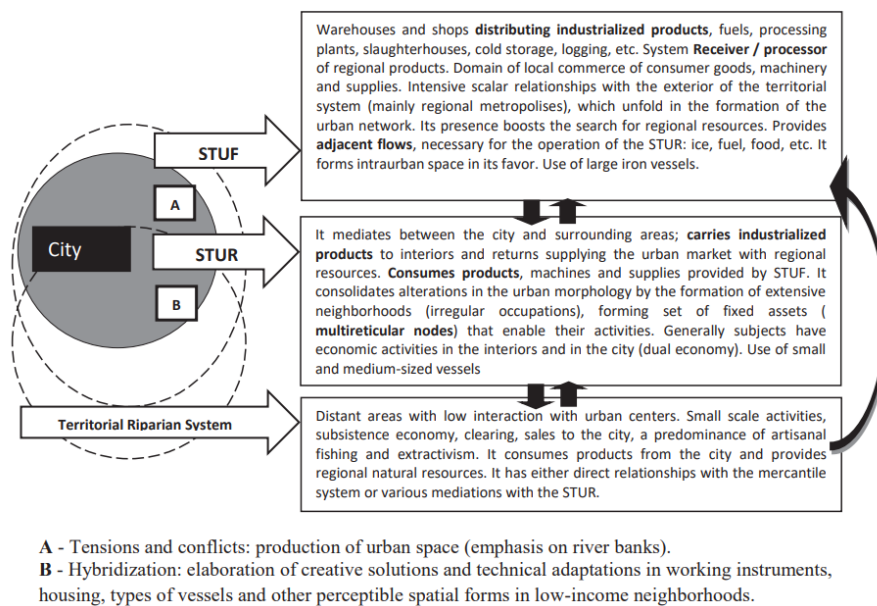 Warehouses and shops distributing industrialized products, fuels, processing
plants, slaughterhouses, cold storage, logging, etc. System Receiver / processor
of regional products. Domain of local commerce of consumer goods, machinery
and supplies. Intensive scalar relationships with the exterior of the territorial
system (mainly regional metropolises), which unfold in the formation of the
urban network. Its presence boosts the search for regional resources. Provides
adjacent flows, necessary for the operation of the STUR: ice, fuel, food, etc. It
forms intraurban space in its favor. Use of large iron vessels.
STUF
A
City
STUR
B
It mediates between the city and surrounding areas; carries industrialized
products to interiors and returns supplying the urban market with regional
resources. Consumes products, machines and supplies provided by STUF. It
consolidates alterations in the urban morphology by the formation of extensive
neighborhoods (irregular occupations), forming set of fixed assets (
multireticular nodes) that enable their activities. Generally subjects have
economic activities in the interiors and in the city (dual economy). Use of small
and medium-sized vessels
Territorial Riparian System
Distant areas with low interaction with urban centers. Small scale activities,
subsistence economy, clearing, sales to the city, a predominance of artisanal
fishing and extractivism. It consumes products from the city and provides
regional natural resources. It has either direct relationships with the mercantile
system or various mediations with the STUR.
A - Tensions and conflicts: production of urban space (emphasis on river banks).
B - Hybridization: elaboration of creative solutions and technical adaptations in working instruments,
housing, types of vessels and other perceptible spatial forms in low-income neighborhoods.